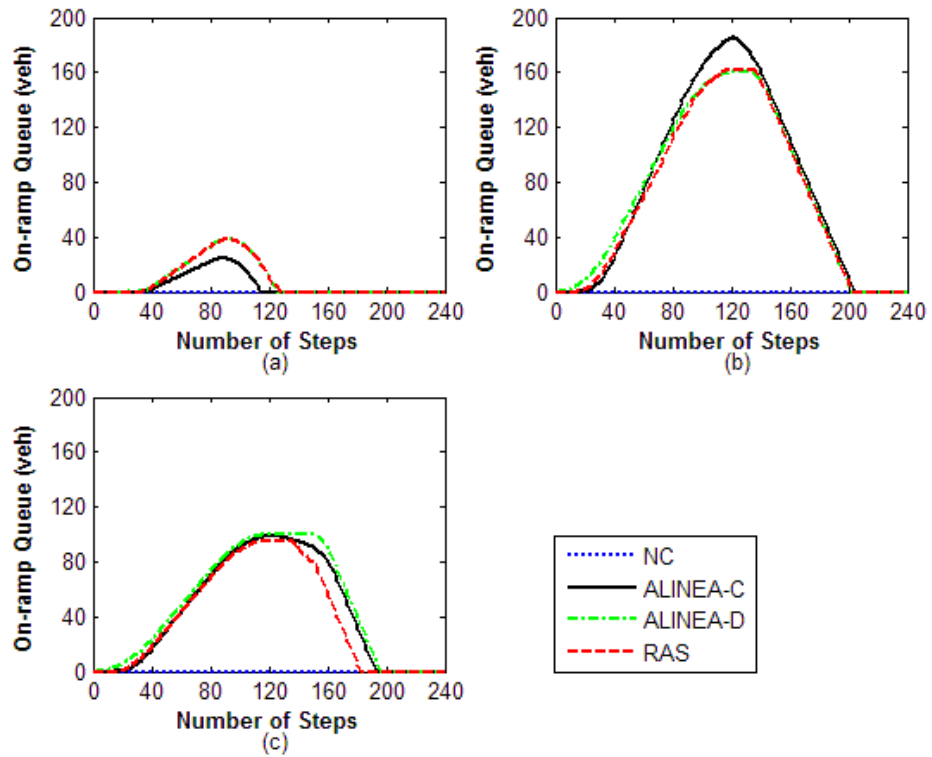 On-ramp Queue (veh)
200
160
120
80
40
0
0 40 80 120 160 200 240
Number of Steps
(a)
On-ramp Queue (veh)
200
160
120
80
40
0
0 40 80 120 160 200 240
Number of Steps
(b)
On-ramp Queue (veh)
200
160
120
80
40
0
0 40 80 120 160 200 240
Number of Steps
(c)
NC
ALINEA-C
ALINEA-D
RAS